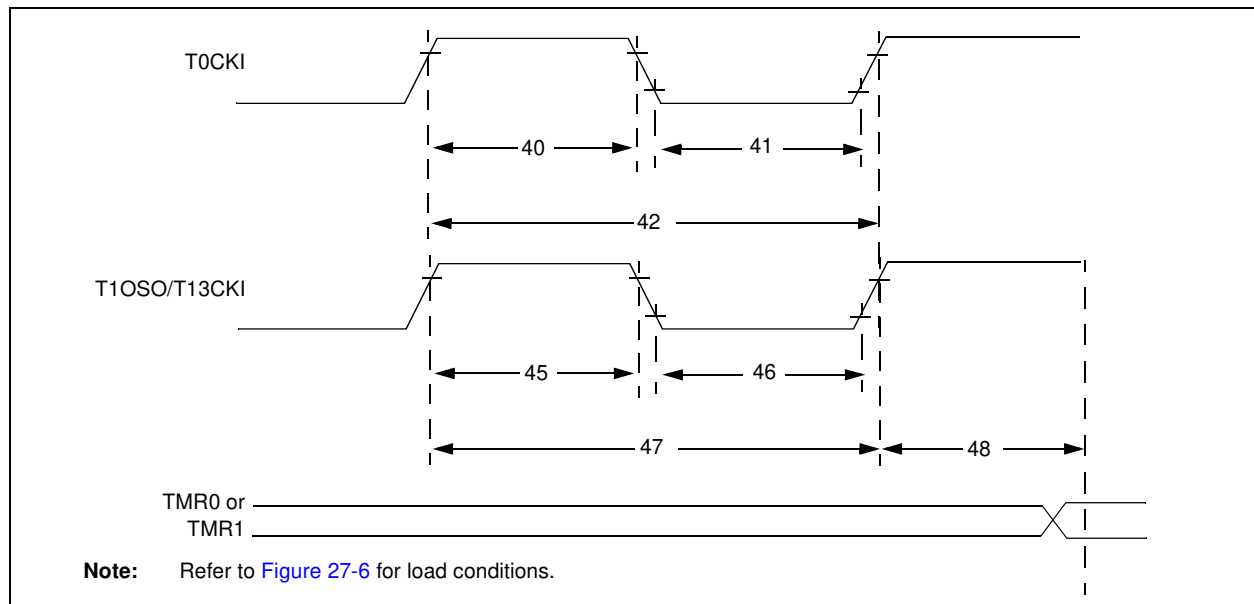 T0CKI
40
41
42
T1OSO/T13CKI
45
46
47
48
TMR0 or
TMR1
Note: Refer to Figure 27-6 for load conditions.